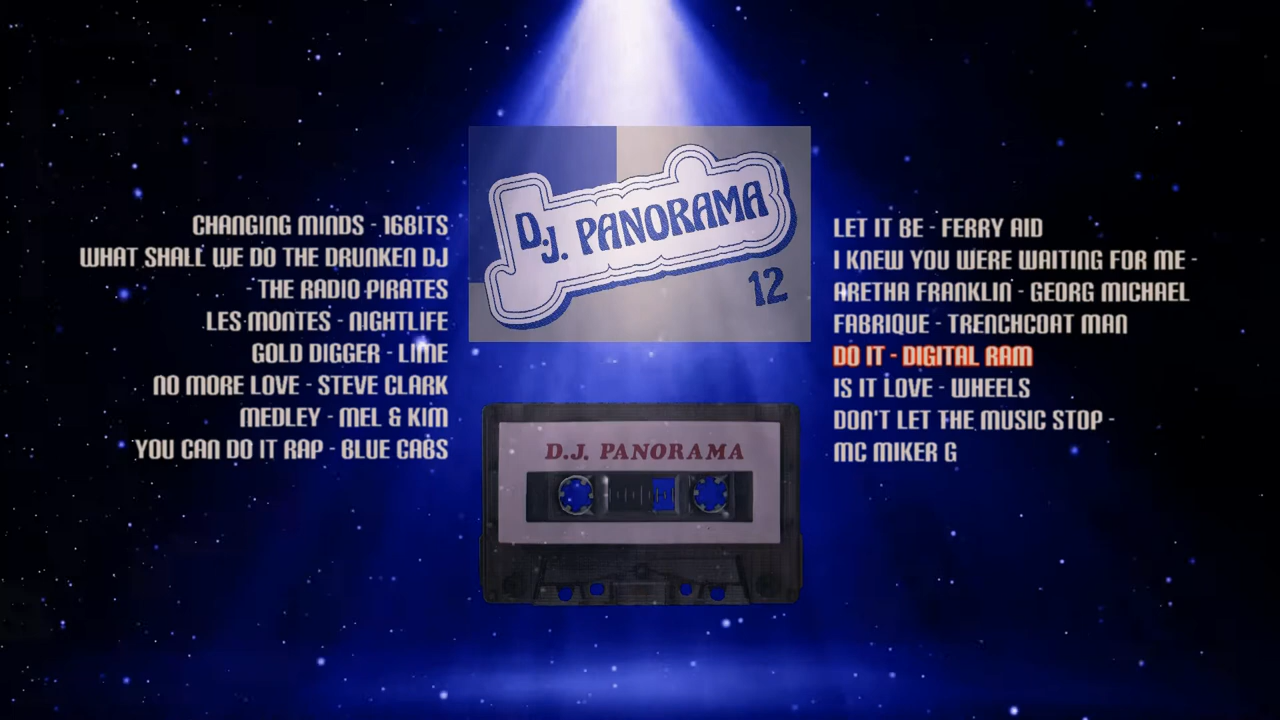 D.J. PANORAMA
12
CHANGING MINDS - 16BITS
WHAT SHALL WE DO THE DRUNKEN DJ
- THE RADIO PIRATES
LES MONTES - NIGHTLIFE
GOLD DIGGER - LIME
NO MORE LOVE - STEVE CLARK
MEDLEY - MEL & KIM
YOU CAN DO IT RAP - BLUE CABS
LET IT BE - FERRY AID
I KNEW YOU WERE WAITING FOR ME -
ARETHA FRANKLIN - GEORG MICHAEL
FABRIQUE - TRENCHCOAT MAN
DO IT - DIGITAL RAM
IS IT LOVE - WHEELS
DON'T LET THE MUSIC STOP -
MC MIKER G
D.J. PANORAMA